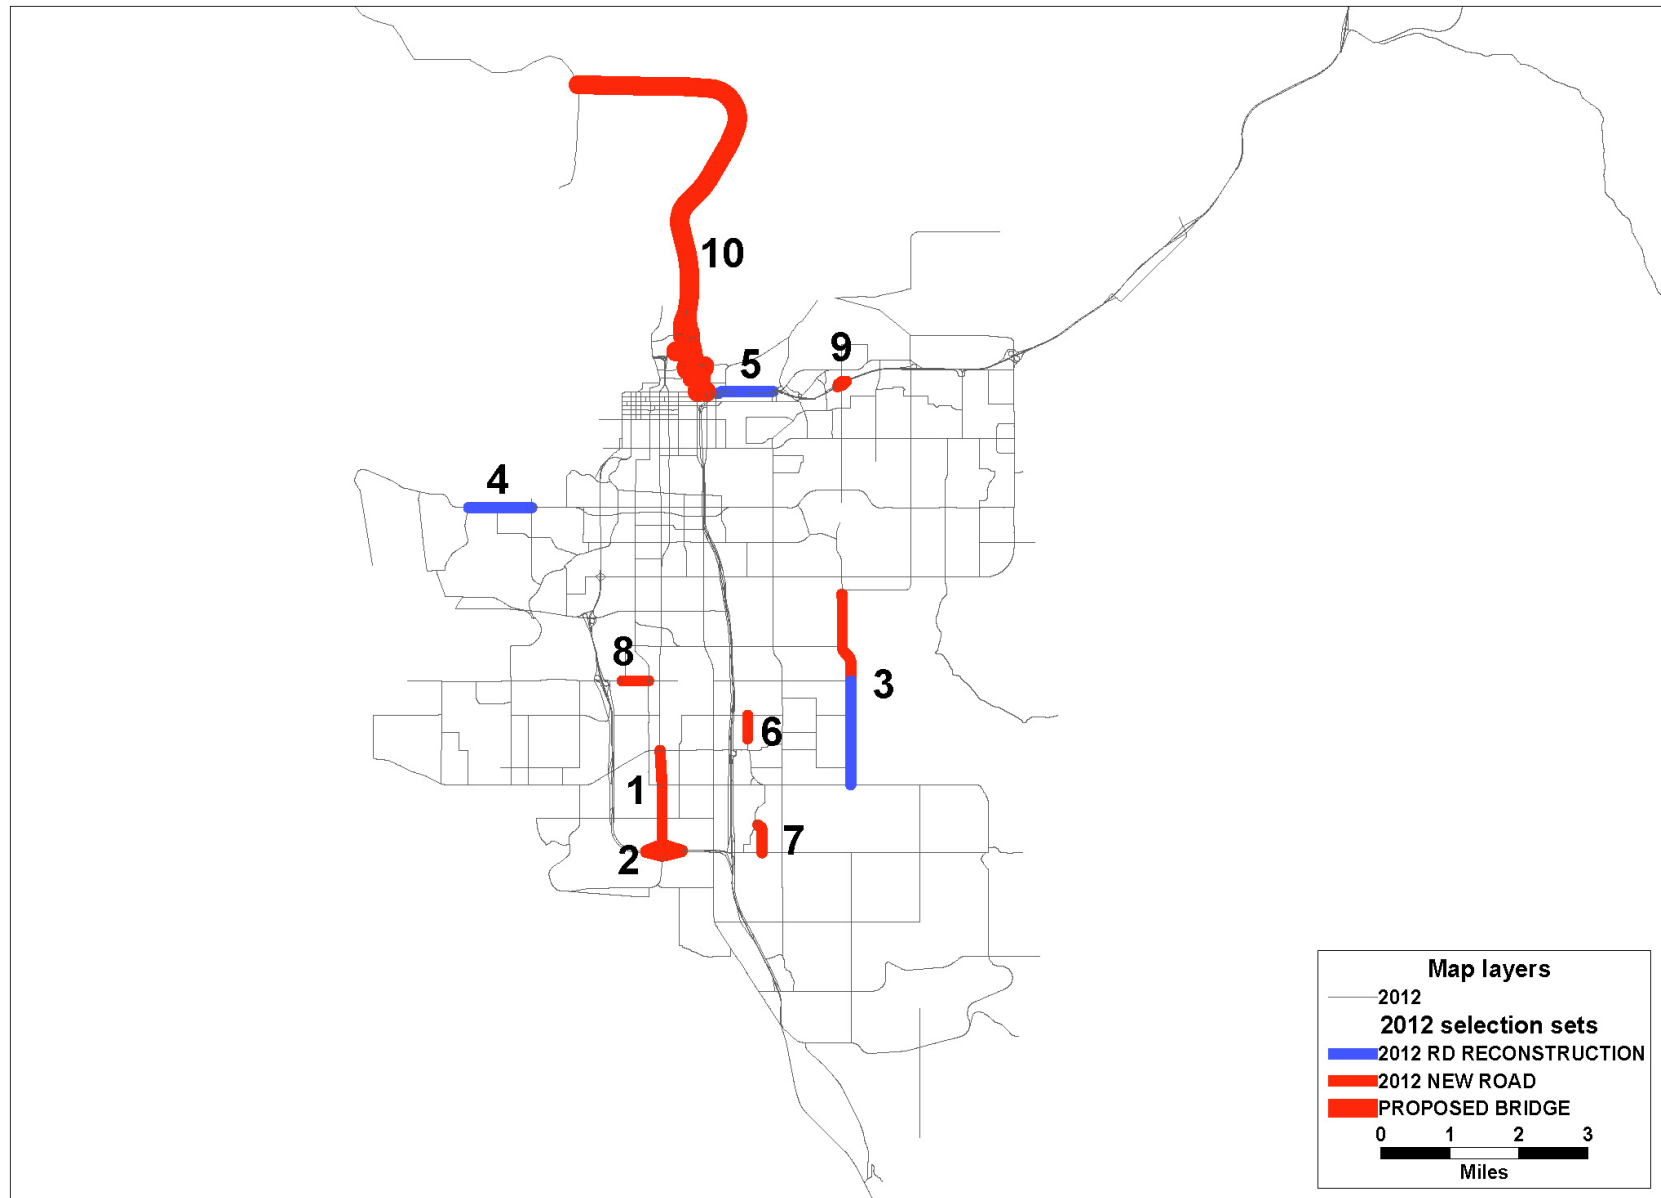 10
5
9
4
8
3
6
1
7
2
Map layers
2012
2012 selection sets
2012 RD RECONSTRUCTION
2012 NEW ROAD
PROPOSED BRIDGE
0 1 2 3
Miles